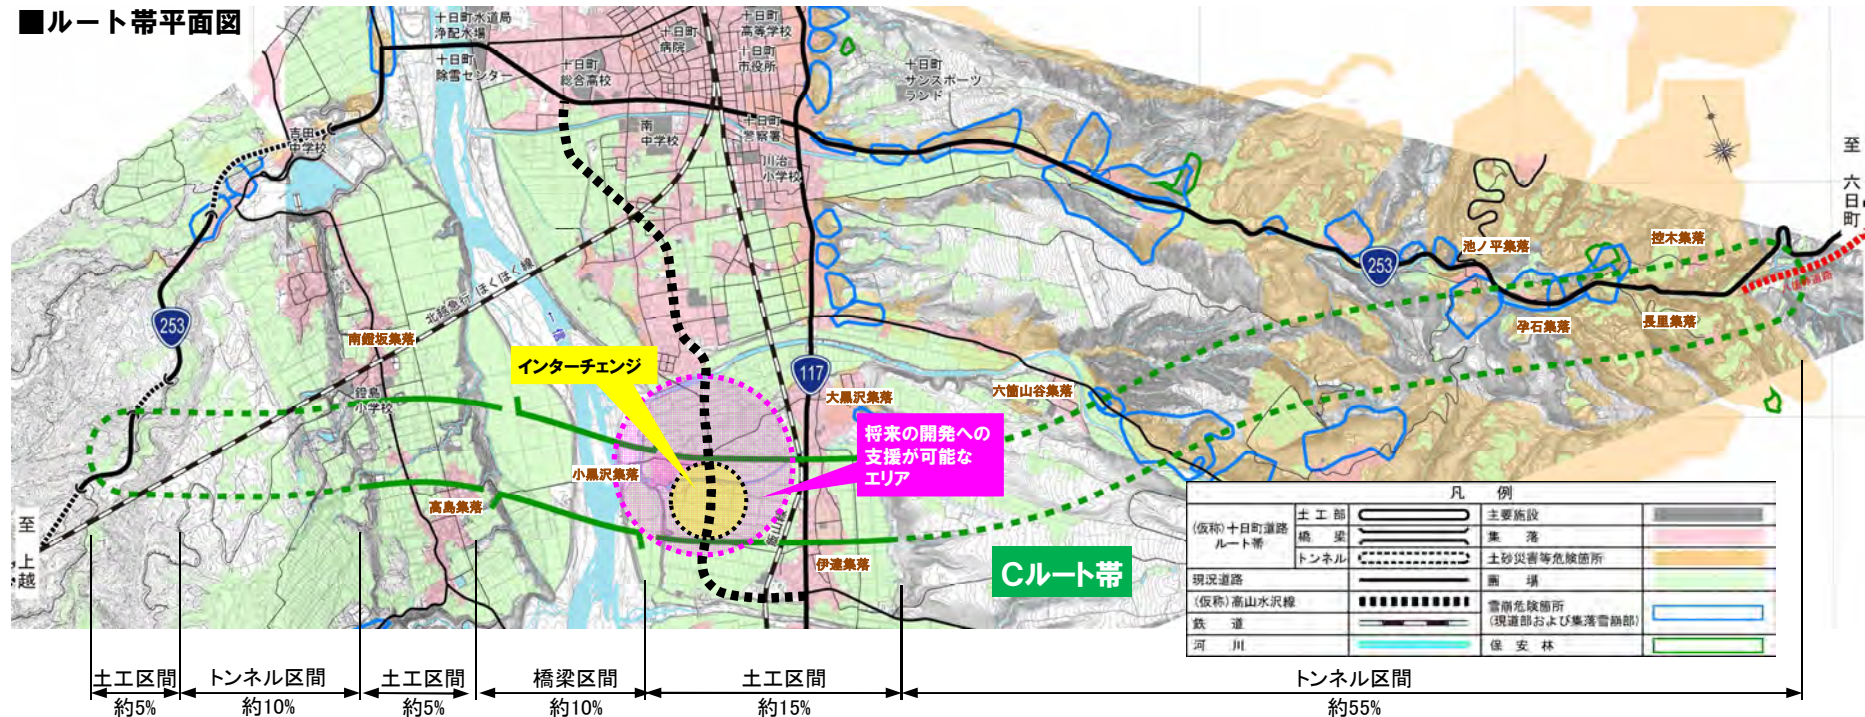 ■ルート帯平面図
十日町水道局
浄配水場
十日町
除雪センター
十日町
総合高校
十日町
病院
十日町
高等学校
十日町
市役所
十日町
サンスポーツ
ランド
吉田
中学校
南
中学校
十日町
警察署
川治
小学校
至
六日町
池ノ平集落
控木集落
253
孕石集落
長里集落
八箇峠道路
253
北越急行 ほくほく線
南鐙坂集落
インターチェンジ
117
大黒沢集落
六箇山谷集落
鐙島
小学校
将来の開発への
支援が可能な
エリア
小黒沢集落
高島集落
飯山線
伊達集落
至
上越
Cルート帯
凡 例
(仮称)十日町道路
ルート帯
土工部
橋 梁
トンネル
現況道路
(仮称)高山水沢線
鉄 道
河 川
主要施設
集 落
土砂災害等危険箇所
圃 場
雪崩危険箇所
(現道部および集落雪崩部)
保 安 林
土工区間
約5%
トンネル区間
約10%
土工区間
約5%
橋梁区間
約10%
土工区間
約15%
トンネル区間
約55%